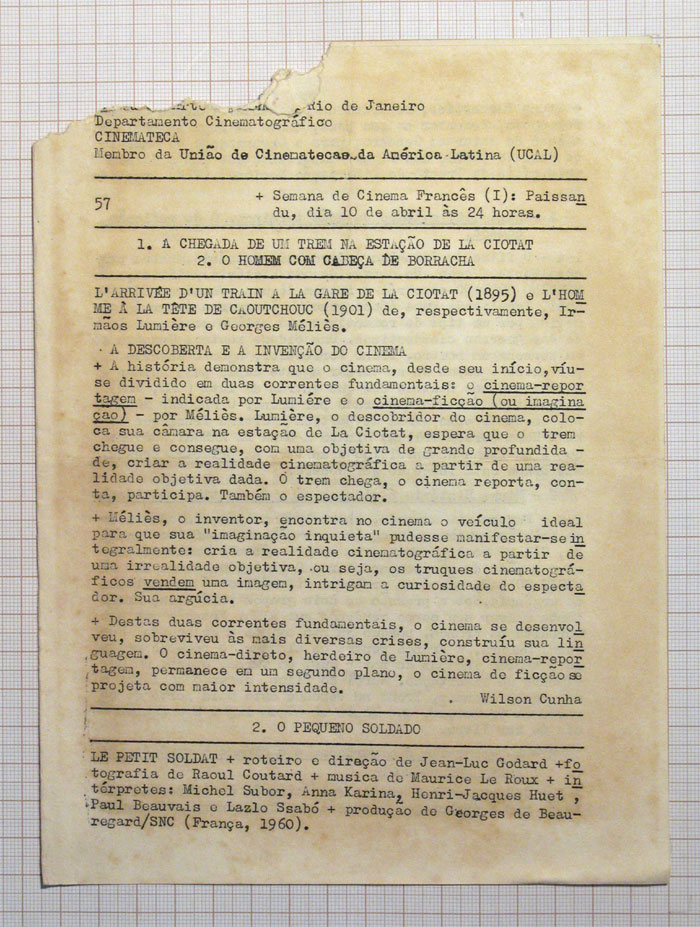 Rio de Janeiro
Departamento Cinematográfico
CINEMATECA
Membro da União de Cinematecas da América Latina (UCAL)
57
+ Semana de Cinema Francês (I): Paissan
du, dia 10 de abril às 24 horas.
1. A CHEGADA DE UM TREM NA ESTAÇÃO DE LA CIOTAT
2. O HOMEM COM CABEÇA DE BORRACHA
L'ARRIVÉE D'UN TRAIN A LA GARE DE LA CIOTAT (1895) e L'HOM
ME À LA TÊTE DE CAOUTCHOUC (1901) de, respectivamente, Ir-
mãos Lumière e Georges Méliès.
A DESCOBERTA E A INVENÇÃO DO CINEMA
+ A história demonstra que o cinema, desde seu início,viu-
se dividido em duas correntes fundamentais: o cinema-repor
tagem - indicada por Lumiére e o cinema-ficção (ou imagina
ção) - por Méliès. Lumière, o descobridor do cinema, colo-
ca sua câmara na estação de La Ciotat, espera que o trem
chegue e consegue, com uma objetiva de grande profundida -
de, criar a realidade cinematográfica a partir de uma rea-
lidade objetiva dada. O trem chega, o cinema reporta, con-
ta, participa. Também o espectador.
+ Méliès, o inventor, encontra no cinema o veículo ideal
para que sua "imaginação inquieta" pudesse manifestar-se in
tegralmente: cria a realidade cinematográfica a partir de
uma irrealidade objetiva, ou seja, os truques cinematográ-
ficos vendem uma imagem, intrigam a curiosidade do especta
dor. Sua argúcia.
+ Destas duas correntes fundamentais, o cinema se desenvol
veu, sobreviveu às mais diversas crises, construíu sua lin
guagem. O cinema-direto, herdeiro de Lumière, cinema-repor
tagem, permanece em um segundo plano, o cinema de ficção se
projeta com maior intensidade.
Wilson Cunha
2. O PEQUENO SOLDADO
LE PETIT SOLDAT + roteiro e direção de Jean-Luc Godard +fo
tografia de Raoul Coutard + musica de Maurice Le Roux + in
térpretes: Michel Subor, Anna Karina, Henri-Jacques Huet ,
Paul Beauvais e Lazlo Ssabó + produção de Georges de Beau-
regard/SNC (França, 1960).